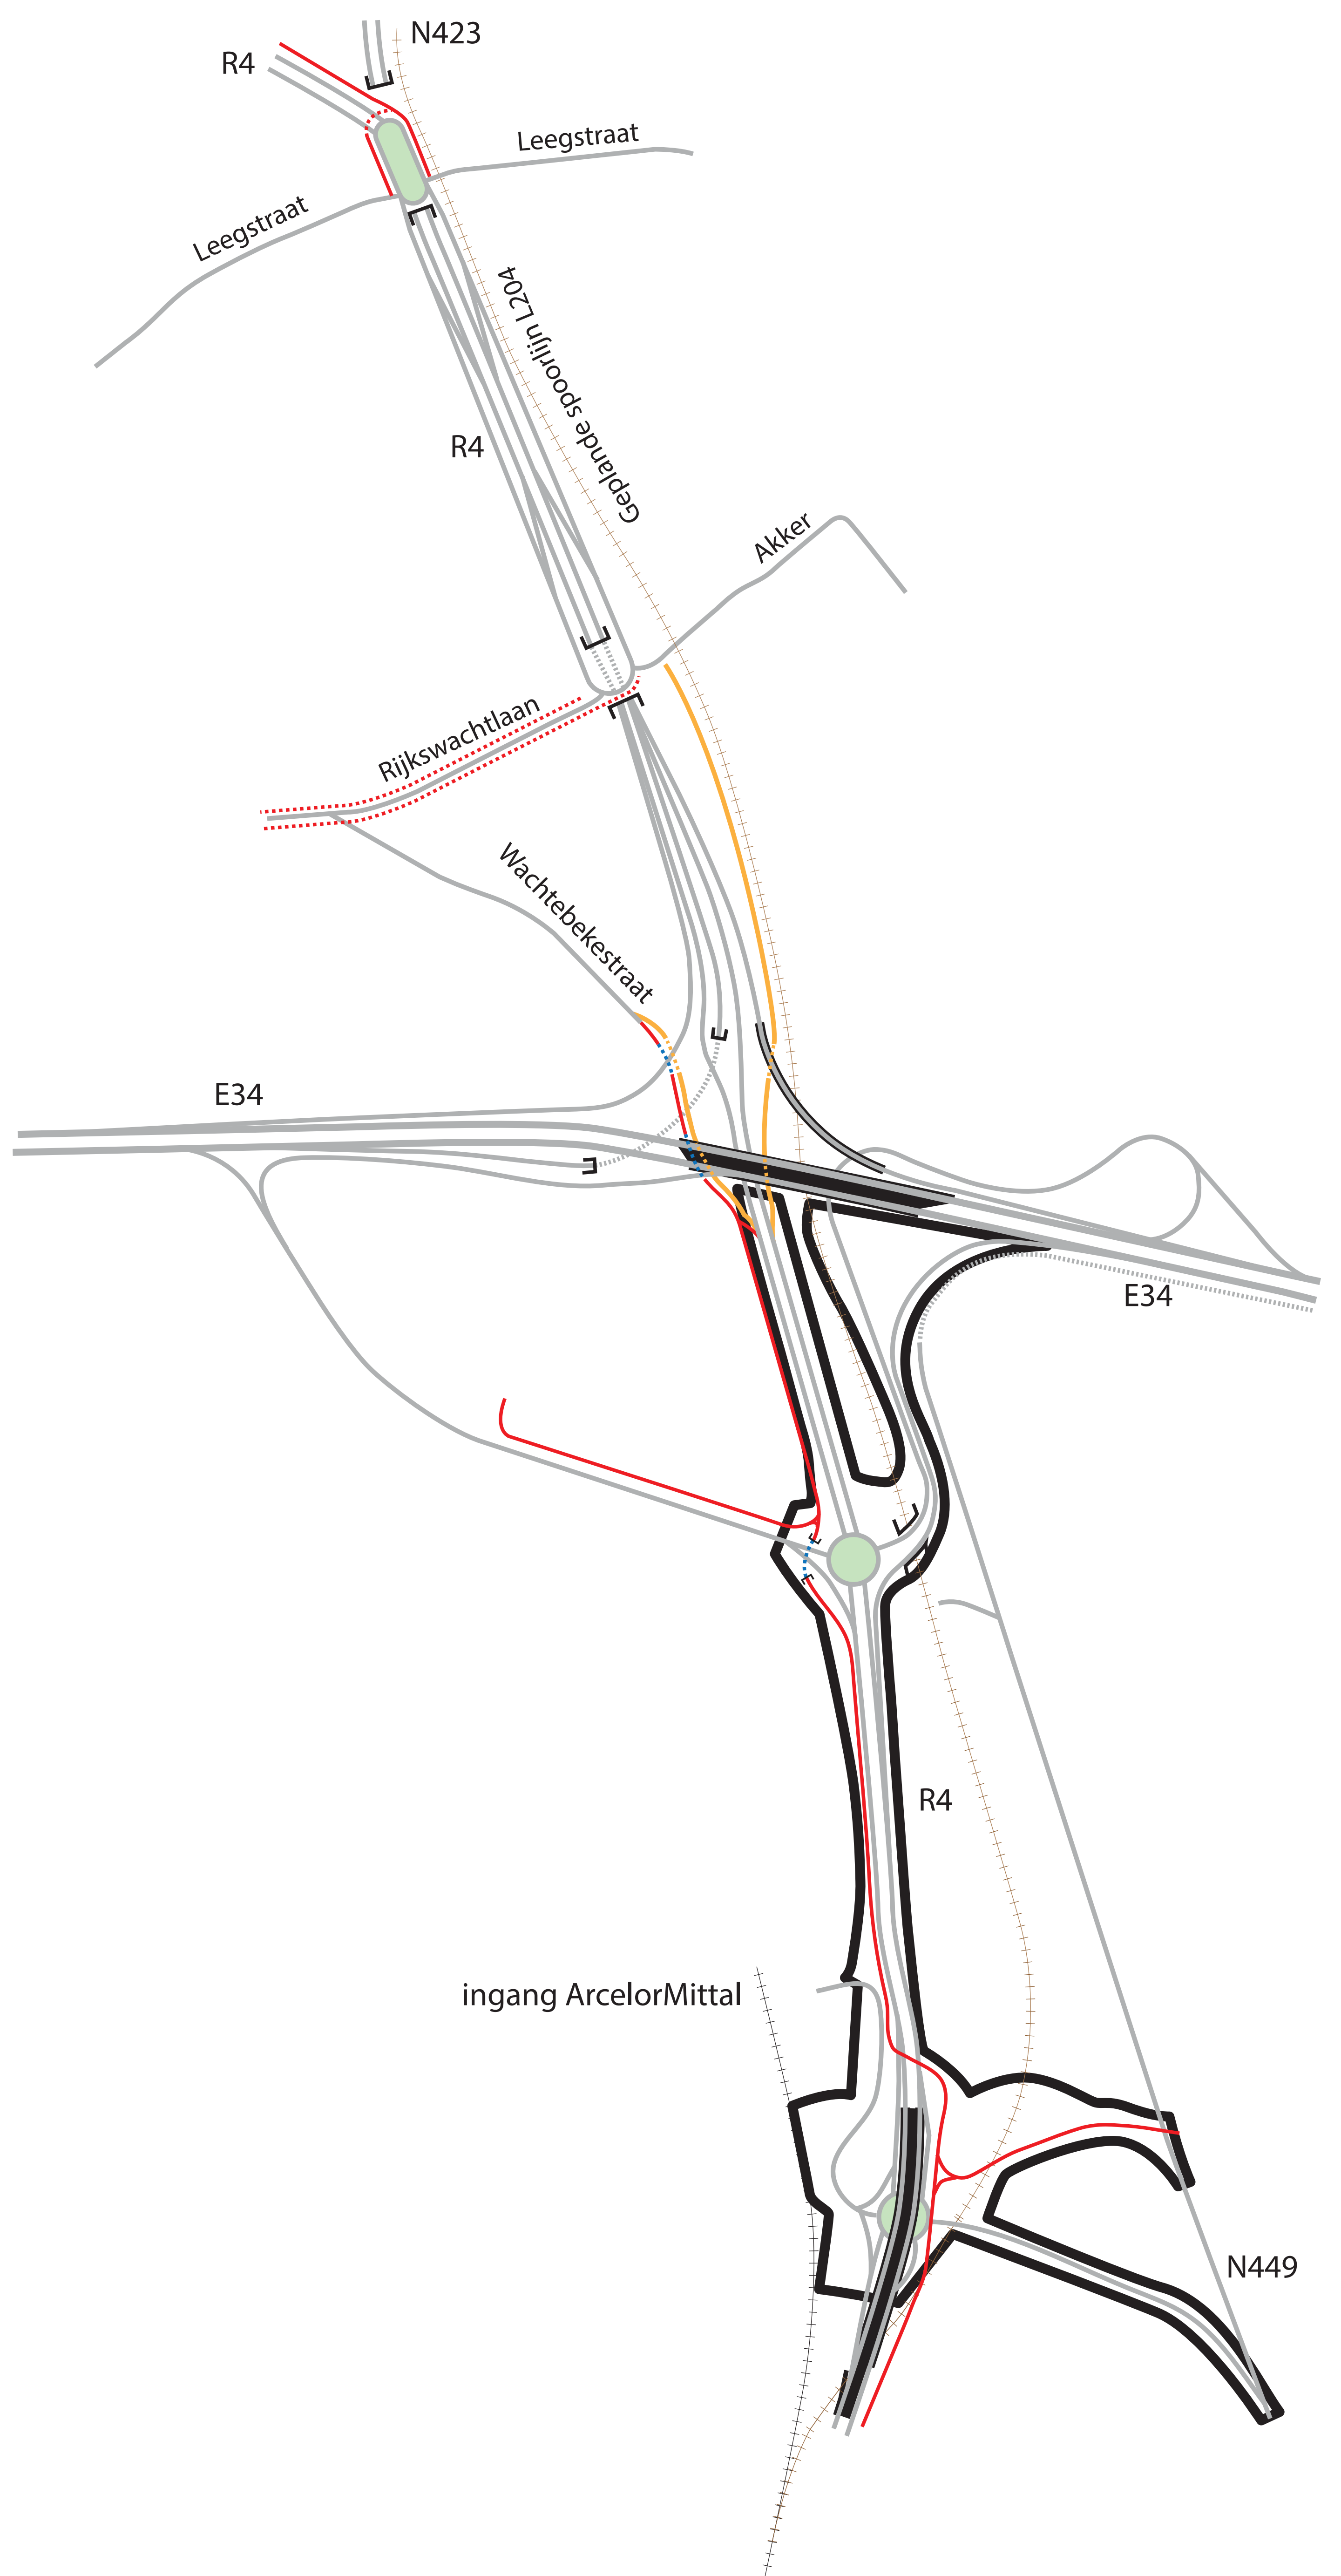 N423
R4
Leegstraat
Leegstraat
Geplande spoorlijn L204
R4
Akker
Rijkswachtlaan
Wachtebekestraat
E34
E34
R4
ingang ArcelorMittal
N449